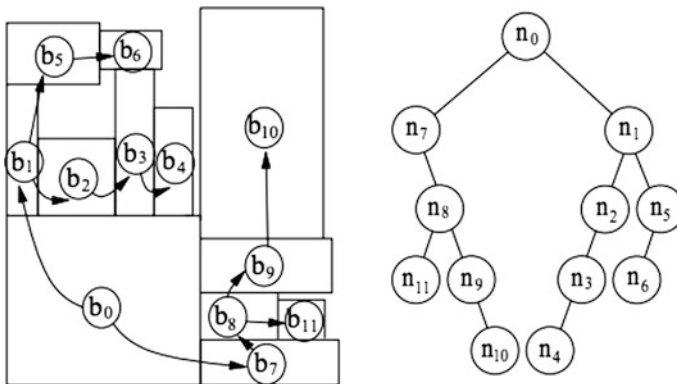 b₅ b₆
b₁ b₂ b₃ b₄
b₁₀
b₀
b₉
b₈ b₁₁
b₇
n₀
n₇ n₁
n₈ n₂ n₅
n₁₁ n₉ n₃ n₆
n₁₀ n₄